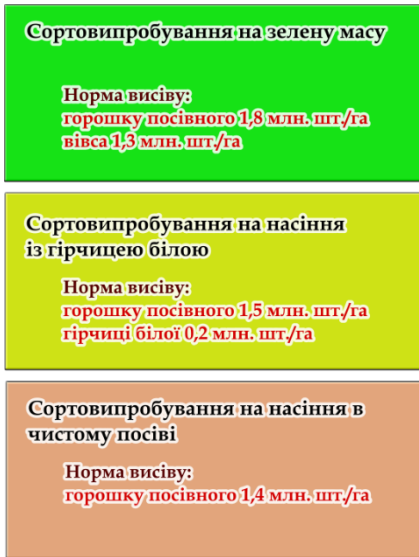 Сортовипробування на зелену масу
Норма висіву:
горошку посівного 1,8 млн. шт./га
вівса 1,3 млн. шт./га
Сортовипробування на насіння
із гірчицею білою
Норма висіву:
горошку посівного 1,5 млн. шт./га
гірчиці білої 0,2 млн. шт./га
Сортовипробування на насіння в
чистому посіві
Норма висіву:
горошку посівного 1,4 млн. шт./га